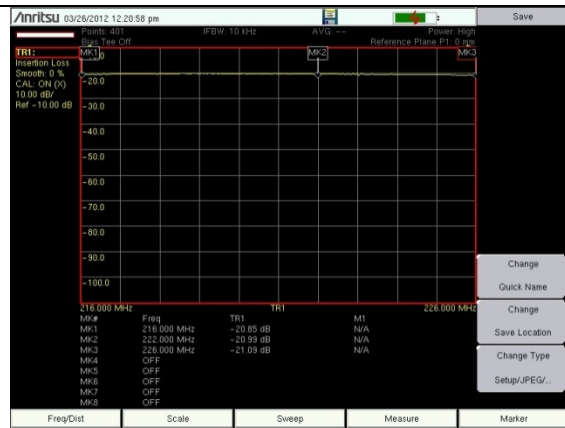 Anritsu 03/26/2012 12:20:58 pm
Save
Points: 401 IFBW: 10 kHz AVG: -- Power: High
Bias Tee Off Reference Plane P1: 0 mm
TR1: MK1 MK2 MK3
Insertion Loss
Smooth: 0 %
CAL: ON (X)
10.00 dB/
Ref -10.00 dB
-20.0
-30.0
-40.0
-50.0
-60.0
-70.0
-80.0
-90.0
-100.0
216.000 MHz TR1 226.000 MHz
MK# Freq TR1 M1
MK1 216.000 MHz -20.85 dB N/A
MK2 222.000 MHz -20.99 dB N/A
MK3 226.000 MHz -21.09 dB N/A
MK4 OFF
MK5 OFF
MK6 OFF
MK7 OFF
MK8 OFF
Change
Quick Name
Change
Save Location
Change Type
Setup/JPEG/...
Freq/Dist Scale Sweep Measure Marker